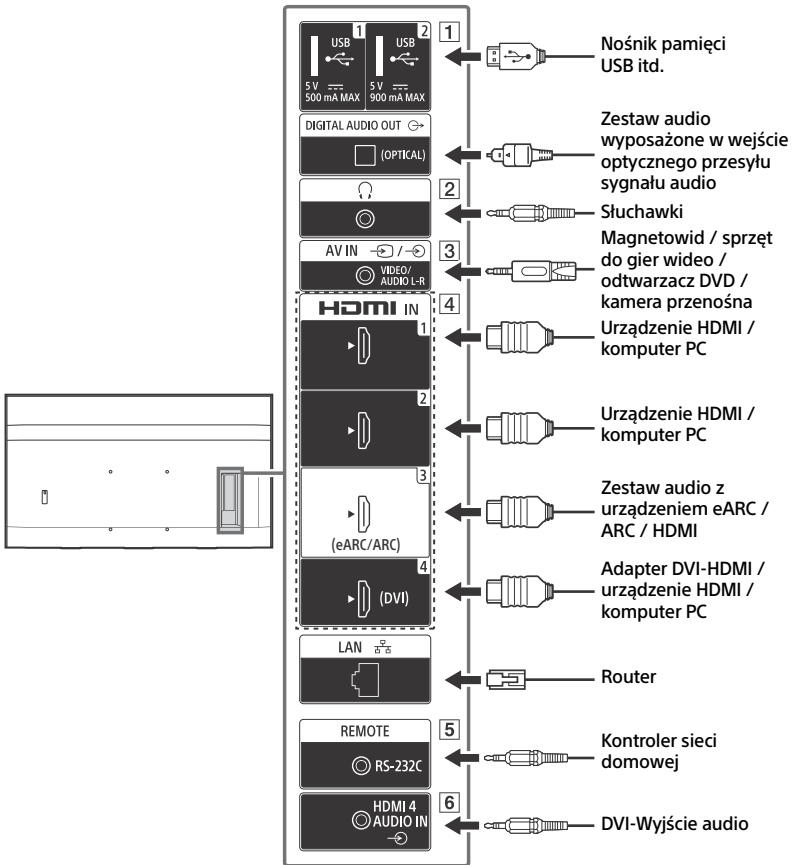 1
USB
2
USB
1
5 V
500 mA MAX
5 V
900 mA MAX
Nośnik pamięci
USB itd.
DIGITAL AUDIO OUT
(OPTICAL)
Zestaw audio
wyposażone w wejście
optycznego przesyłu
sygnału audio
2
Słuchawki
AV IN
/
3
VIDEO/
AUDIO L-R
Magnetowid / sprzęt
do gier wideo /
odtwarzacz DVD /
kamera przenośna
HDMI IN
4
1
Urządzenie HDMI /
komputer PC
2
Urządzenie HDMI /
komputer PC
3
(eARC/ARC)
Zestaw audio z
urządzeniem eARC /
ARC / HDMI
4
(DVI)
Adapter DVI-HDMI /
urządzenie HDMI /
komputer PC
LAN
Router
REMOTE
5
RS-232C
Kontroler sieci
domowej
HDMI 4
AUDIO IN
6
DVI-Wyjście audio